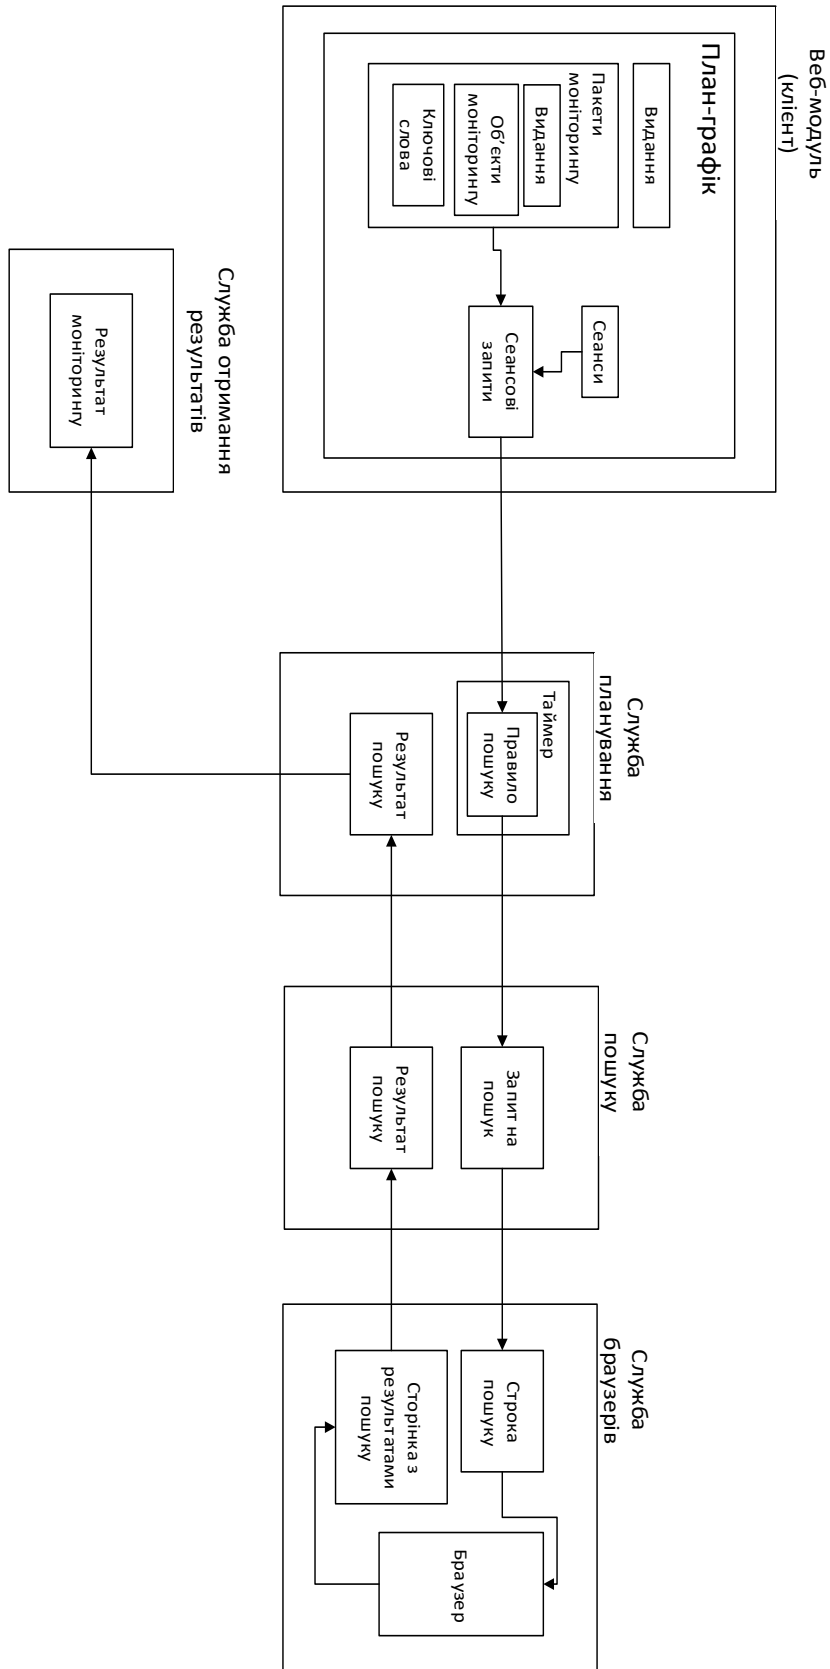 Веб-модуль
(клієнт)
План-графік
Видання
Пакети
моніторингу
Видання
Об’єкти
моніторингу
Ключові
слова
Сеанси
Сеансові
запити
Служба
планування
Таймер
Правило
пошуку
Результат
пошуку
Служба
пошуку
Запит на
пошук
Результат
пошуку
Служба
браузерів
Строка
пошуку
Сторінка з
результатами
пошуку
Браузер
Служба отримання
результатів
Результат
моніторингу